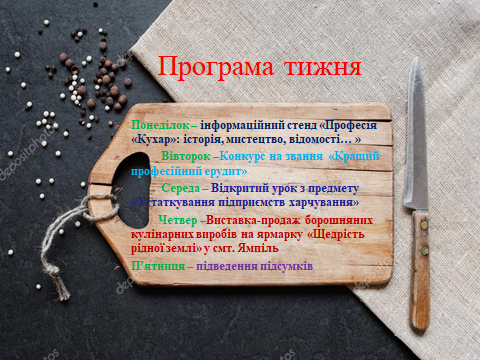 Програма тижня
Понеділок – інформаційний стенд «Професія
«Кухар»: історія, мистецтво, відомості… »
Вівторок –Конкурс на звання «Кращий
професійний ерудит»
Середа – Відкритий урок з предмету
«Устаткування підприємств харчування»
Четвер –Виставка-продаж борошняних
кулінарних виробів на ярмарку «Щедрість
рідної землі» у смт. Ямпіль
П'ятниця – підведення підсумків
depositphotos